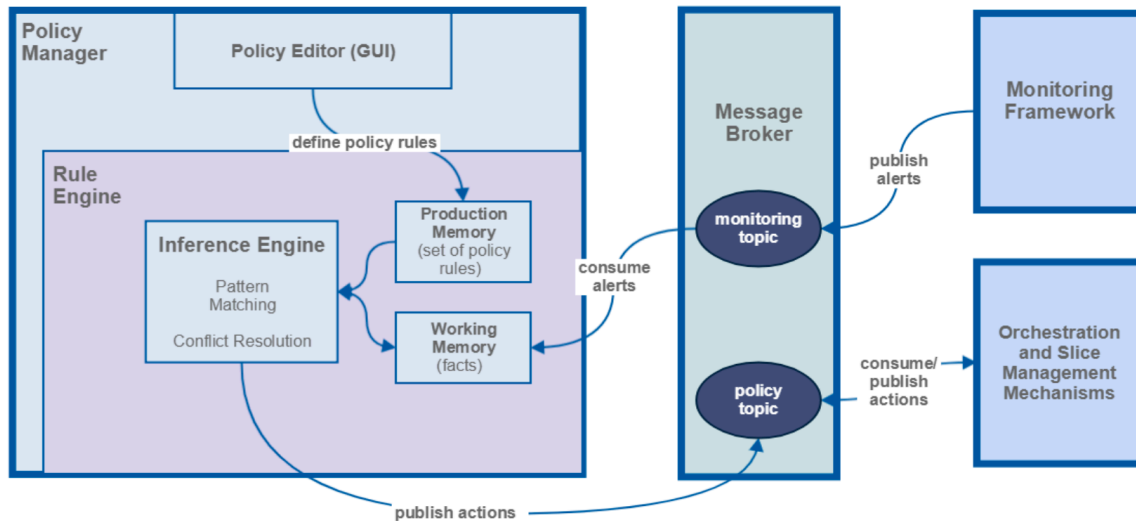 Policy
Manager
Policy Editor (GUI)
define policy rules
Rule
Engine
Inference Engine
Pattern
Matching
Conflict Resolution
Production
Memory
(set of policy
rules)
Working
Memory
(facts)
publish actions
consume
alerts
Message
Broker
monitoring
topic
policy
topic
publish
alerts
consume/
publish
actions
Monitoring
Framework
Orchestration
and Slice
Management
Mechanisms